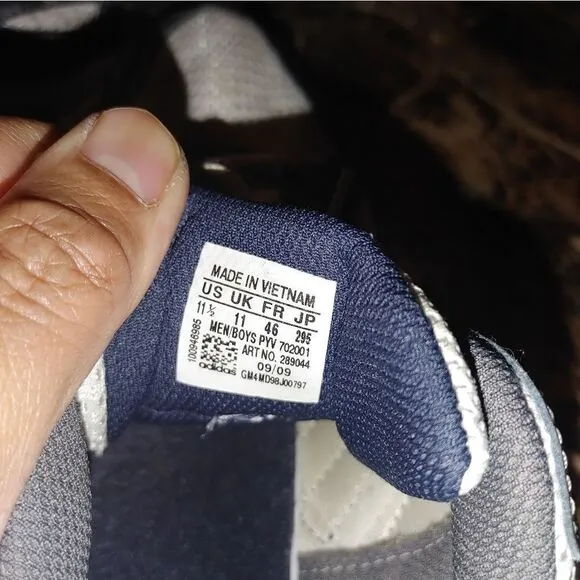 MADE IN VIETNAM
US UK FR JP
11½ 11 46 295
MEN/BOYS PYV 702001
ART NO. 289044
09/09
GM4MD98J00797
adidas
100946985